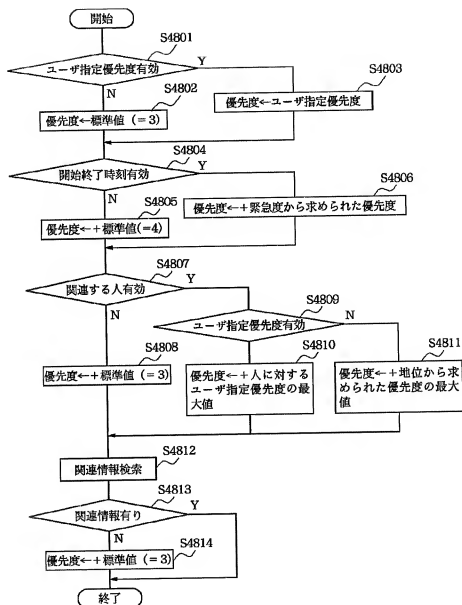 開始
S4801
ユーザ指定優先度有効
Y
N
S4802
優先度←標準値 (=3)
S4803
優先度←ユーザ指定優先度
S4804
開始終了時刻有効
Y
N
S4805
優先度←+標準値(=4)
S4806
優先度←+緊急度から求められた優先度
S4807
関連する人有効
Y
N
S4808
優先度←+標準値 (=3)
S4809
ユーザ指定優先度有効
N
Y
S4810
優先度←+人に対する
ユーザ指定優先度の最
大値
S4811
優先度←+地位から求
められた優先度の最大
値
S4812
関連情報検索
S4813
関連情報有り
Y
N
S4814
優先度←+標準値 (=3)
終了